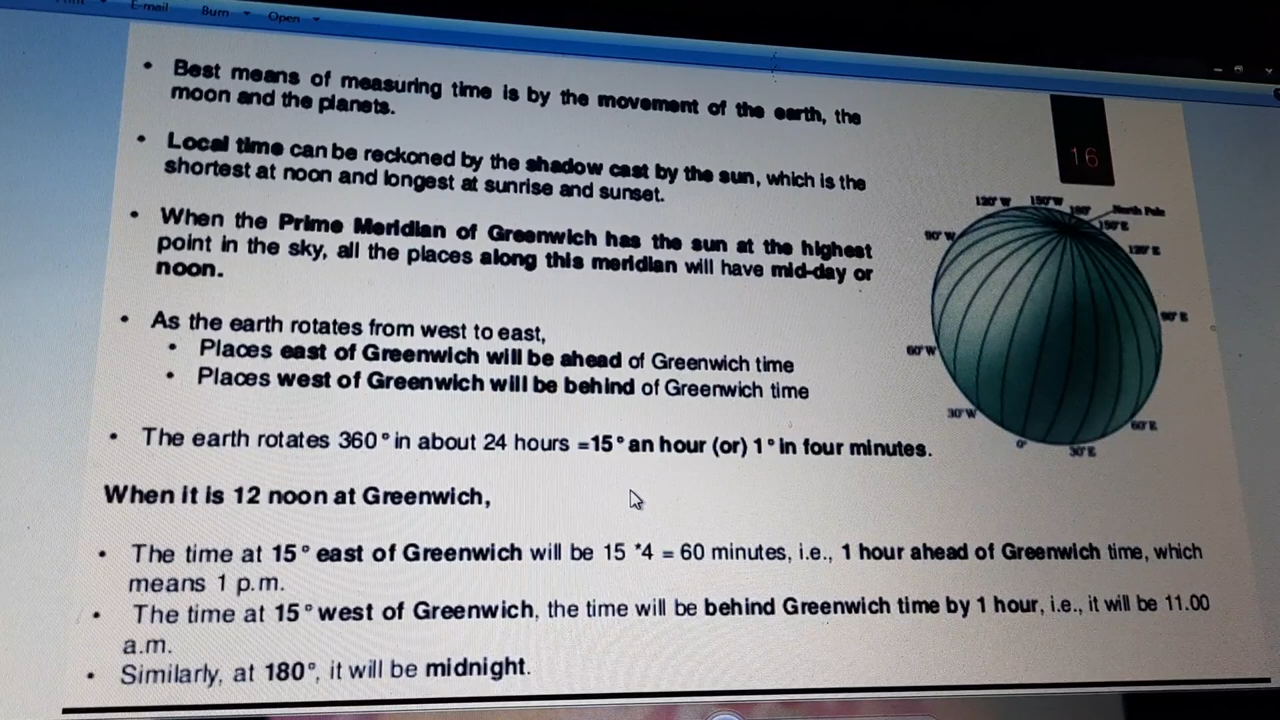 E-mail Burn Open
• Best means of measuring time is by the movement of the earth, the
moon and the planets.
• Local time can be reckoned by the shadow cast by the sun, which is the
shortest at noon and longest at sunrise and sunset.
• When the Prime Meridian of Greenwich has the sun at the highest
point in the sky, all the places along this meridian will have mid-day or
noon.
• As the earth rotates from west to east,
• Places east of Greenwich will be ahead of Greenwich time
• Places west of Greenwich will be behind of Greenwich time
• The earth rotates 360° in about 24 hours =15° an hour (or) 1° in four minutes.
When it is 12 noon at Greenwich,
• The time at 15° east of Greenwich will be 15 *4 = 60 minutes, i.e., 1 hour ahead of Greenwich time, which
means 1 p.m.
• The time at 15° west of Greenwich, the time will be behind Greenwich time by 1 hour, i.e., it will be 11.00
a.m.
• Similarly, at 180°, it will be midnight.
16
120° W 150° W 180° North Pole
150° E
90° W 120° E
90° E
60° W
30° W 60° E
0° 30° E